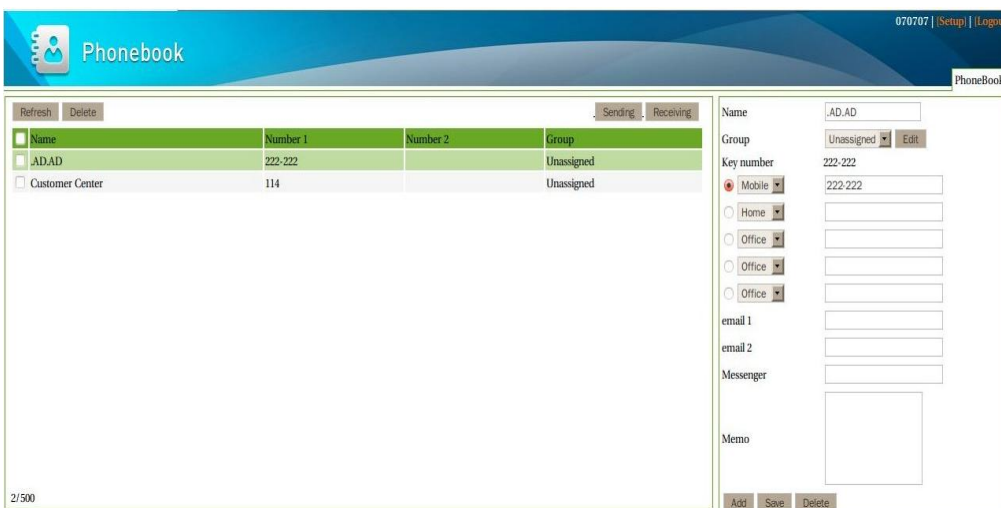 070707 | [Setup] | [Logout
Phonebook
PhoneBook
Refresh Delete
. Sending . Receiving
Name Number 1 Number 2 Group
.AD.AD 222-222 Unassigned
Customer Center 114 Unassigned
2/500
Name .AD.AD
Group Unassigned Edit
Key number 222-222
Mobile 222-222
Home
Office
Office
Office
email 1
email 2
Messenger
Memo
Add Save Delete